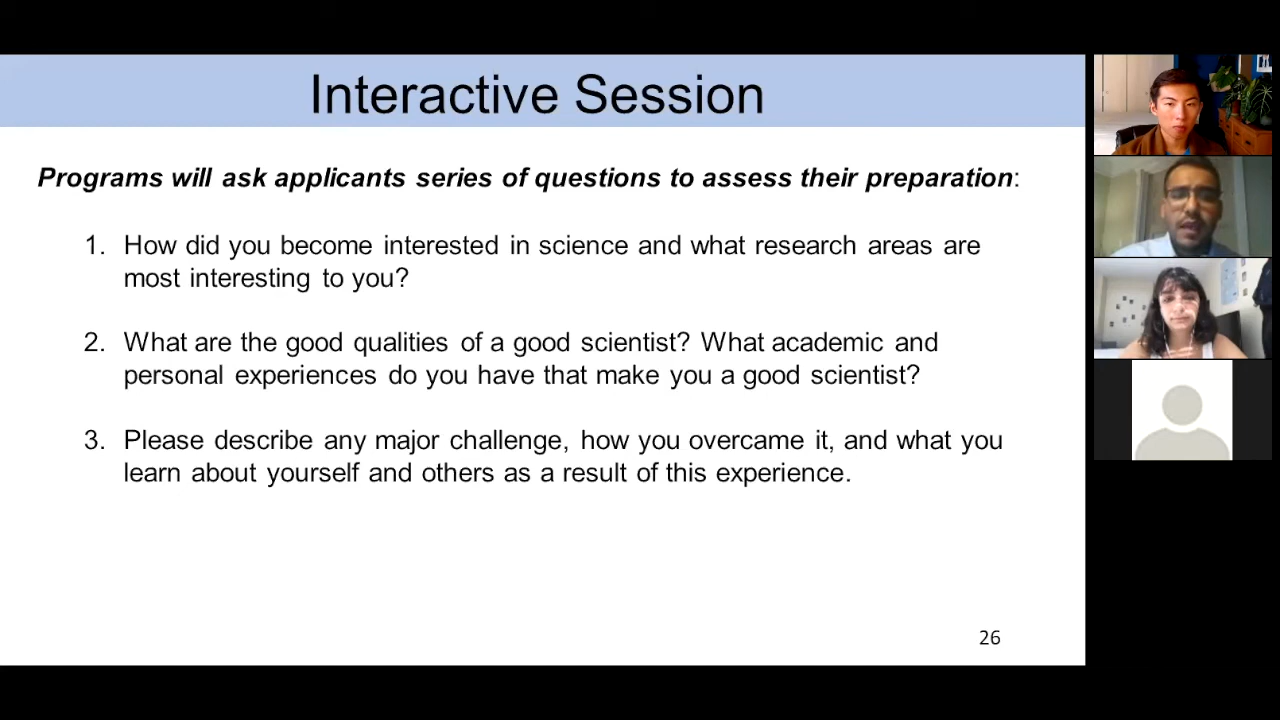 Interactive Session
Programs will ask applicants series of questions to assess their preparation:
1. How did you become interested in science and what research areas are
most interesting to you?
2. What are the good qualities of a good scientist? What academic and
personal experiences do you have that make you a good scientist?
3. Please describe any major challenge, how you overcame it, and what you
learn about yourself and others as a result of this experience.
26